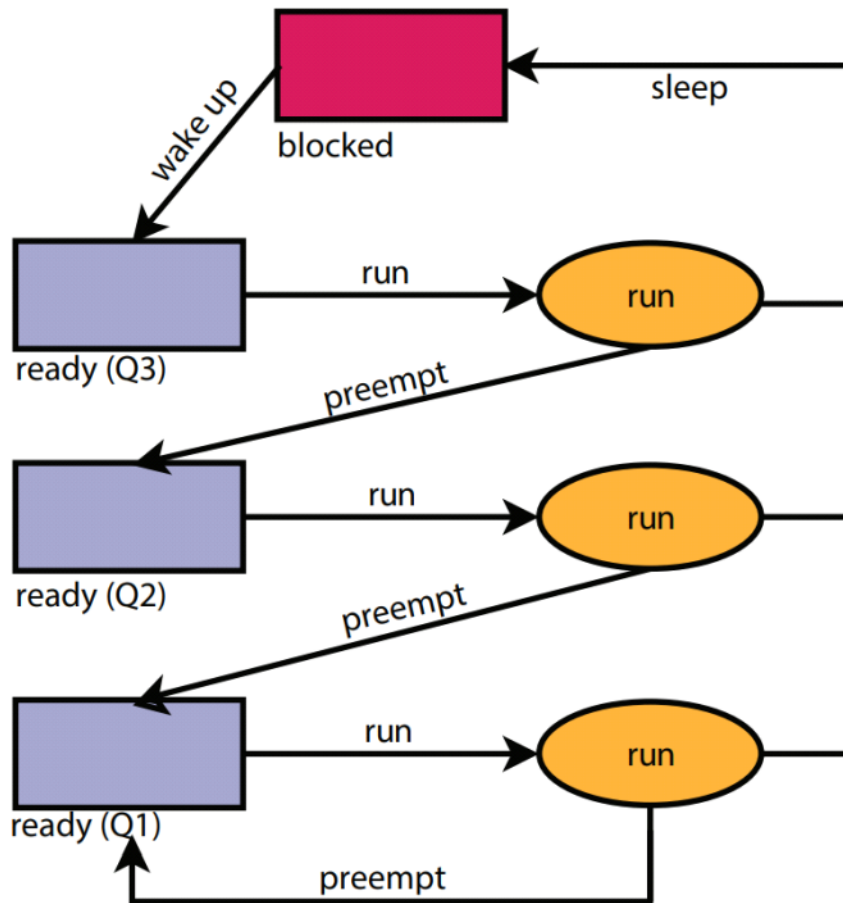 sleep
wake up
blocked
run
run
ready (Q3)
preempt
run
run
ready (Q2)
preempt
run
run
ready (Q1)
preempt